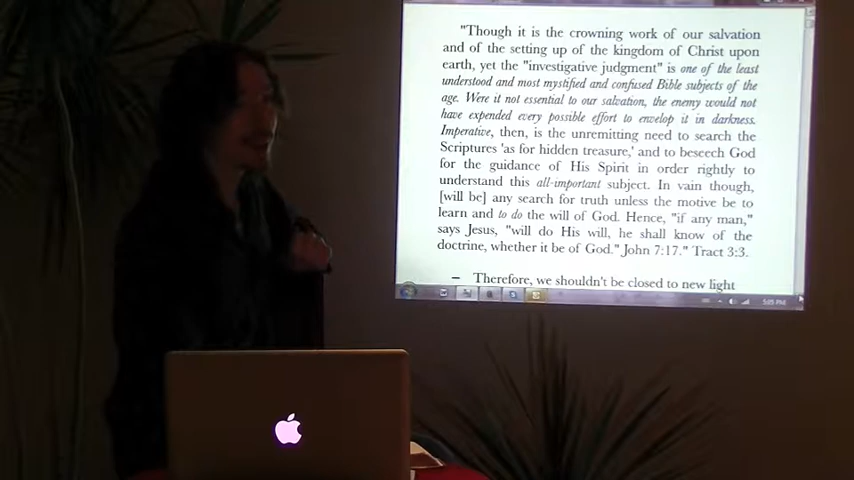 "Though it is the crowning work of our salvation
and of the setting up of the kingdom of Christ upon
earth, yet the "investigative judgment" is one of the least
understood and most mystified and confused Bible subjects of the
age. Were it not essential to our salvation, the enemy would not
have expended every possible effort to envelop it in darkness.
Imperative, then, is the unremitting need to search the
Scriptures 'as for hidden treasure,' and to beseech God
for the guidance of His Spirit in order rightly to
understand this all-important subject. In vain though,
[will be] any search for truth unless the motive be to
learn and to do the will of God. Hence, "if any man,"
says Jesus, "will do His will, he shall know of the
doctrine, whether it be of God." John 7:17." Tract 3:3.
– Therefore, we shouldn't be closed to new light
5:05 PM